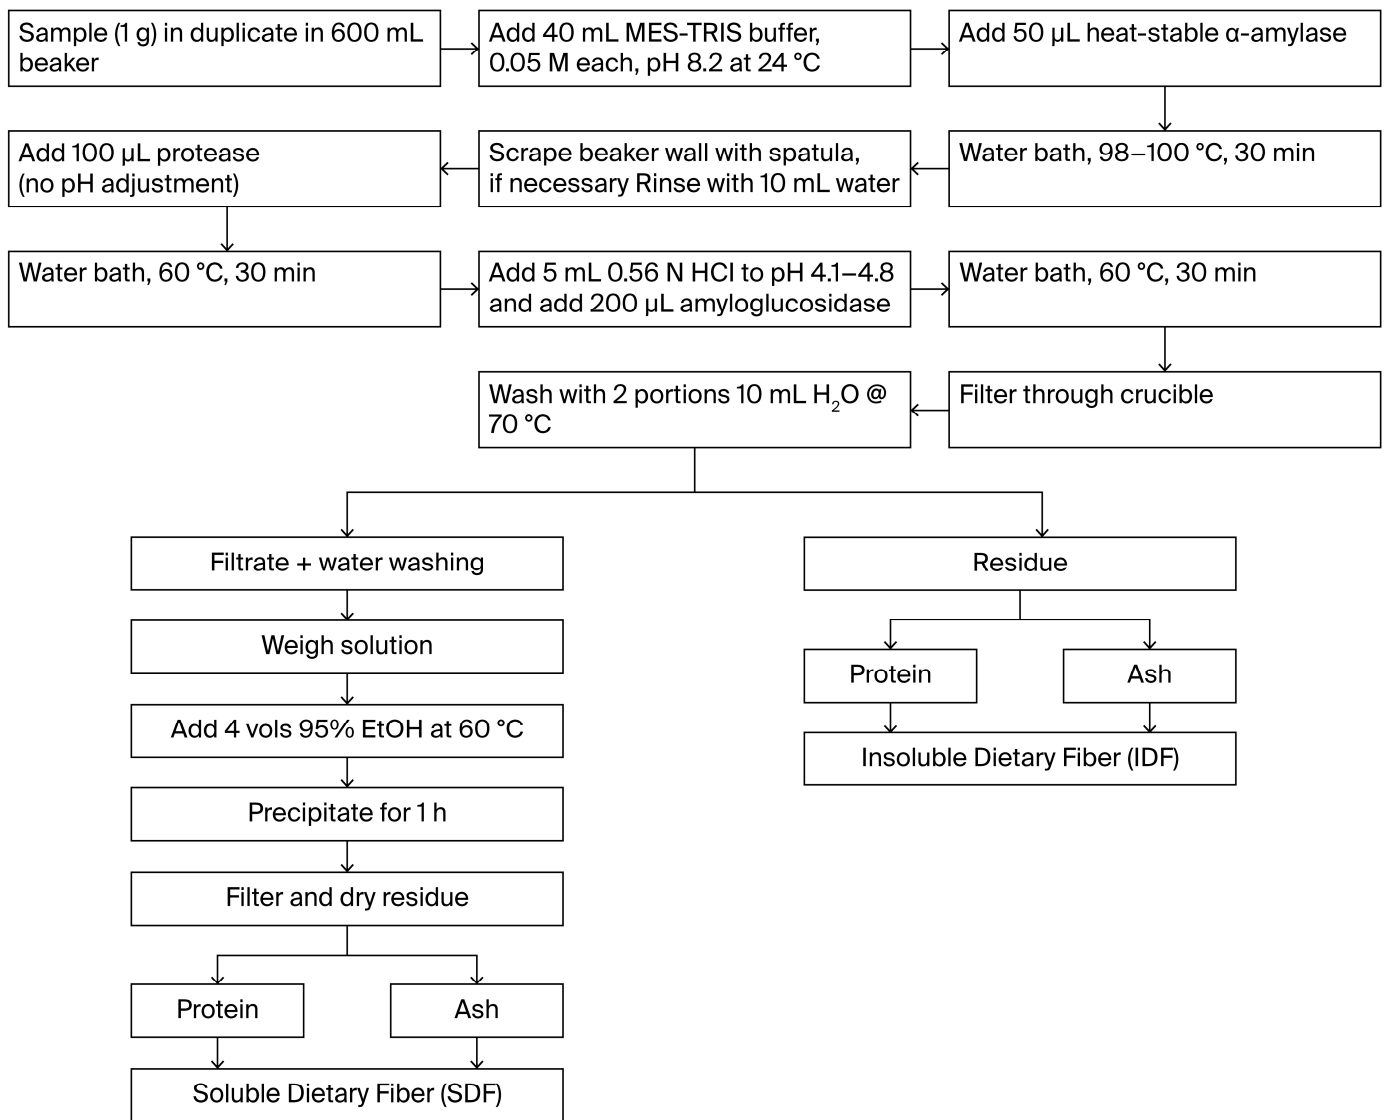 Sample (1 g) in duplicate in 600 mL
beaker
Add 40 mL MES-TRIS buffer,
0.05 M each, pH 8.2 at 24 °C
Add 50 µL heat-stable α-amylase
Water bath, 98–100 °C, 30 min
Scrape beaker wall with spatula,
if necessary Rinse with 10 mL water
Add 100 µL protease
(no pH adjustment)
Water bath, 60 °C, 30 min
Add 5 mL 0.56 N HCl to pH 4.1–4.8
and add 200 µL amyloglucosidase
Water bath, 60 °C, 30 min
Filter through crucible
Wash with 2 portions 10 mL H₂O @
70 °C
Filtrate + water washing
Weigh solution
Add 4 vols 95% EtOH at 60 °C
Precipitate for 1 h
Filter and dry residue
Protein
Ash
Soluble Dietary Fiber (SDF)
Residue
Protein
Ash
Insoluble Dietary Fiber (IDF)